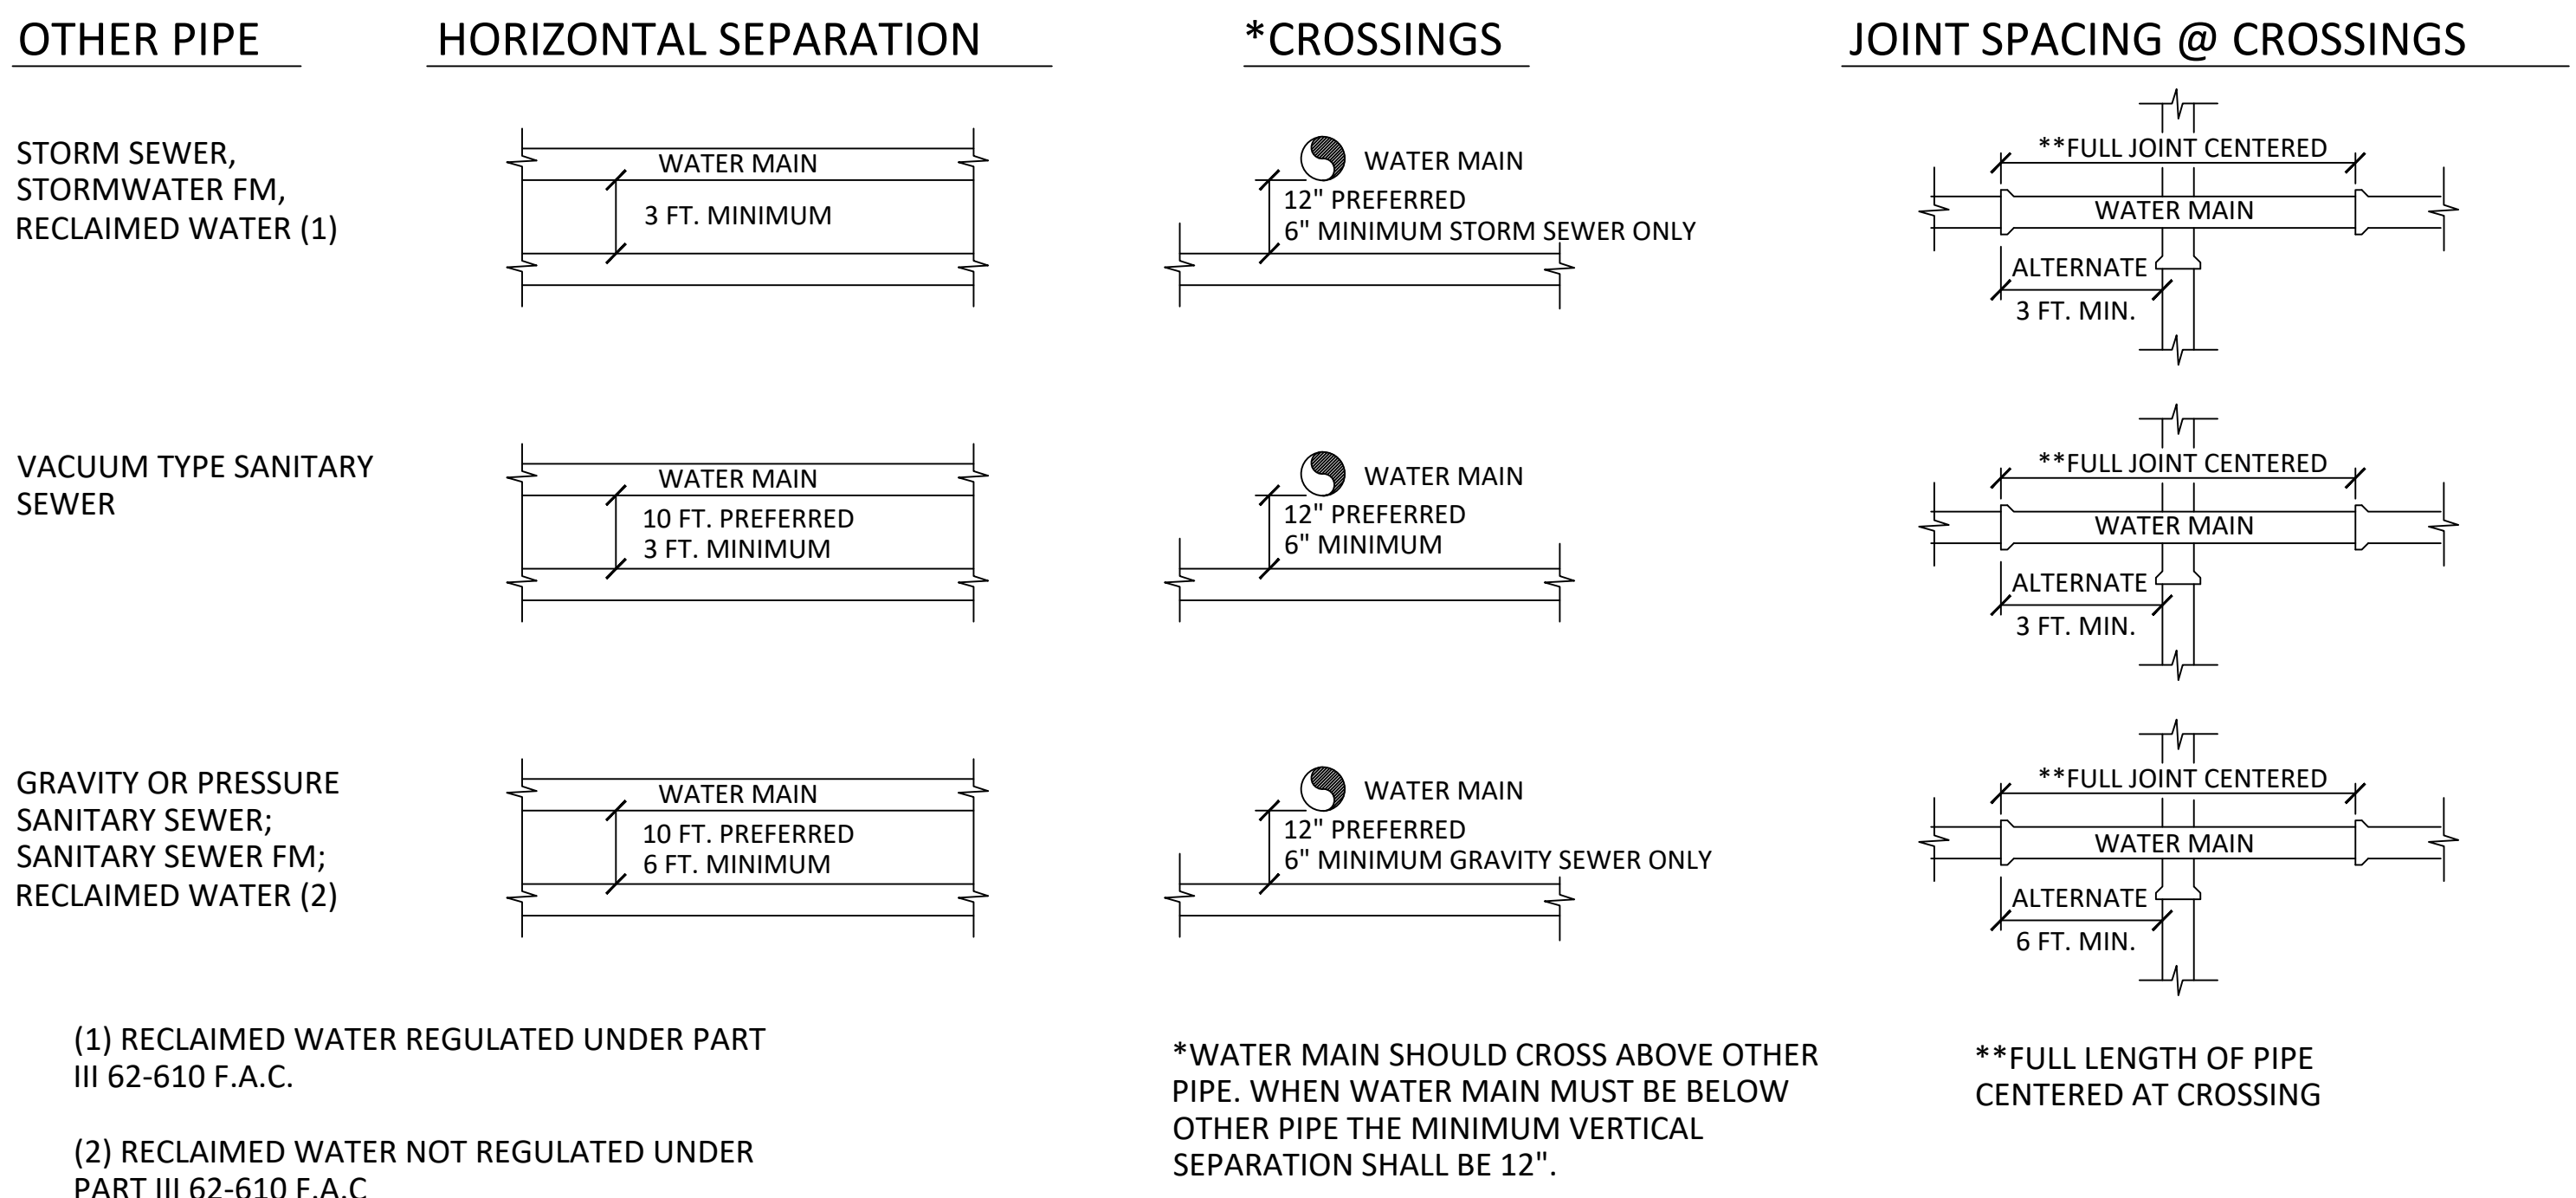 OTHER PIPE
HORIZONTAL SEPARATION
*CROSSINGS
JOINT SPACING @ CROSSINGS
STORM SEWER,
STORMWATER FM,
RECLAIMED WATER (1)
WATER MAIN
3 FT. MINIMUM
WATER MAIN
12" PREFERRED
6" MINIMUM STORM SEWER ONLY
**FULL JOINT CENTERED
WATER MAIN
ALTERNATE
3 FT. MIN.
VACUUM TYPE SANITARY
SEWER
WATER MAIN
10 FT. PREFERRED
3 FT. MINIMUM
WATER MAIN
12" PREFERRED
6" MINIMUM
**FULL JOINT CENTERED
WATER MAIN
ALTERNATE
3 FT. MIN.
GRAVITY OR PRESSURE
SANITARY SEWER;
SANITARY SEWER FM;
RECLAIMED WATER (2)
WATER MAIN
10 FT. PREFERRED
6 FT. MINIMUM
WATER MAIN
12" PREFERRED
6" MINIMUM GRAVITY SEWER ONLY
**FULL JOINT CENTERED
WATER MAIN
ALTERNATE
6 FT. MIN.
(1) RECLAIMED WATER REGULATED UNDER PART
III 62-610 F.A.C.
(2) RECLAIMED WATER NOT REGULATED UNDER
PART III 62-610 F.A.C
*WATER MAIN SHOULD CROSS ABOVE OTHER
PIPE. WHEN WATER MAIN MUST BE BELOW
OTHER PIPE THE MINIMUM VERTICAL
SEPARATION SHALL BE 12".
**FULL LENGTH OF PIPE
CENTERED AT CROSSING